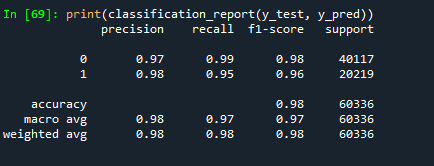 In [69]: print(classification_report(y_test, y_pred))
precision recall f1-score support
0 0.97 0.99 0.98 40117
1 0.98 0.95 0.96 20219
accuracy 0.98 60336
macro avg 0.98 0.97 0.97 60336
weighted avg 0.98 0.98 0.98 60336